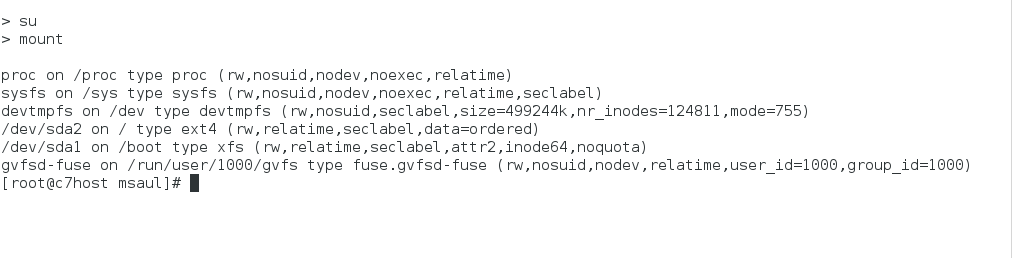 > su
> mount
proc on /proc type proc (rw,nosuid,nodev,noexec,relatime)
sysfs on /sys type sysfs (rw,nosuid,nodev,noexec,relatime,seclabel)
devtmpfs on /dev type devtmpfs (rw,nosuid,seclabel,size=499244k,nr_inodes=124811,mode=755)
/dev/sda2 on / type ext4 (rw,relatime,seclabel,data=ordered)
/dev/sda1 on /boot type xfs (rw,relatime,seclabel,attr2,inode64,noquota)
gvfsd-fuse on /run/user/1000/gvfs type fuse.gvfsd-fuse (rw,nosuid,nodev,relatime,user_id=1000,group_id=1000)
[root@c7host msaul]#